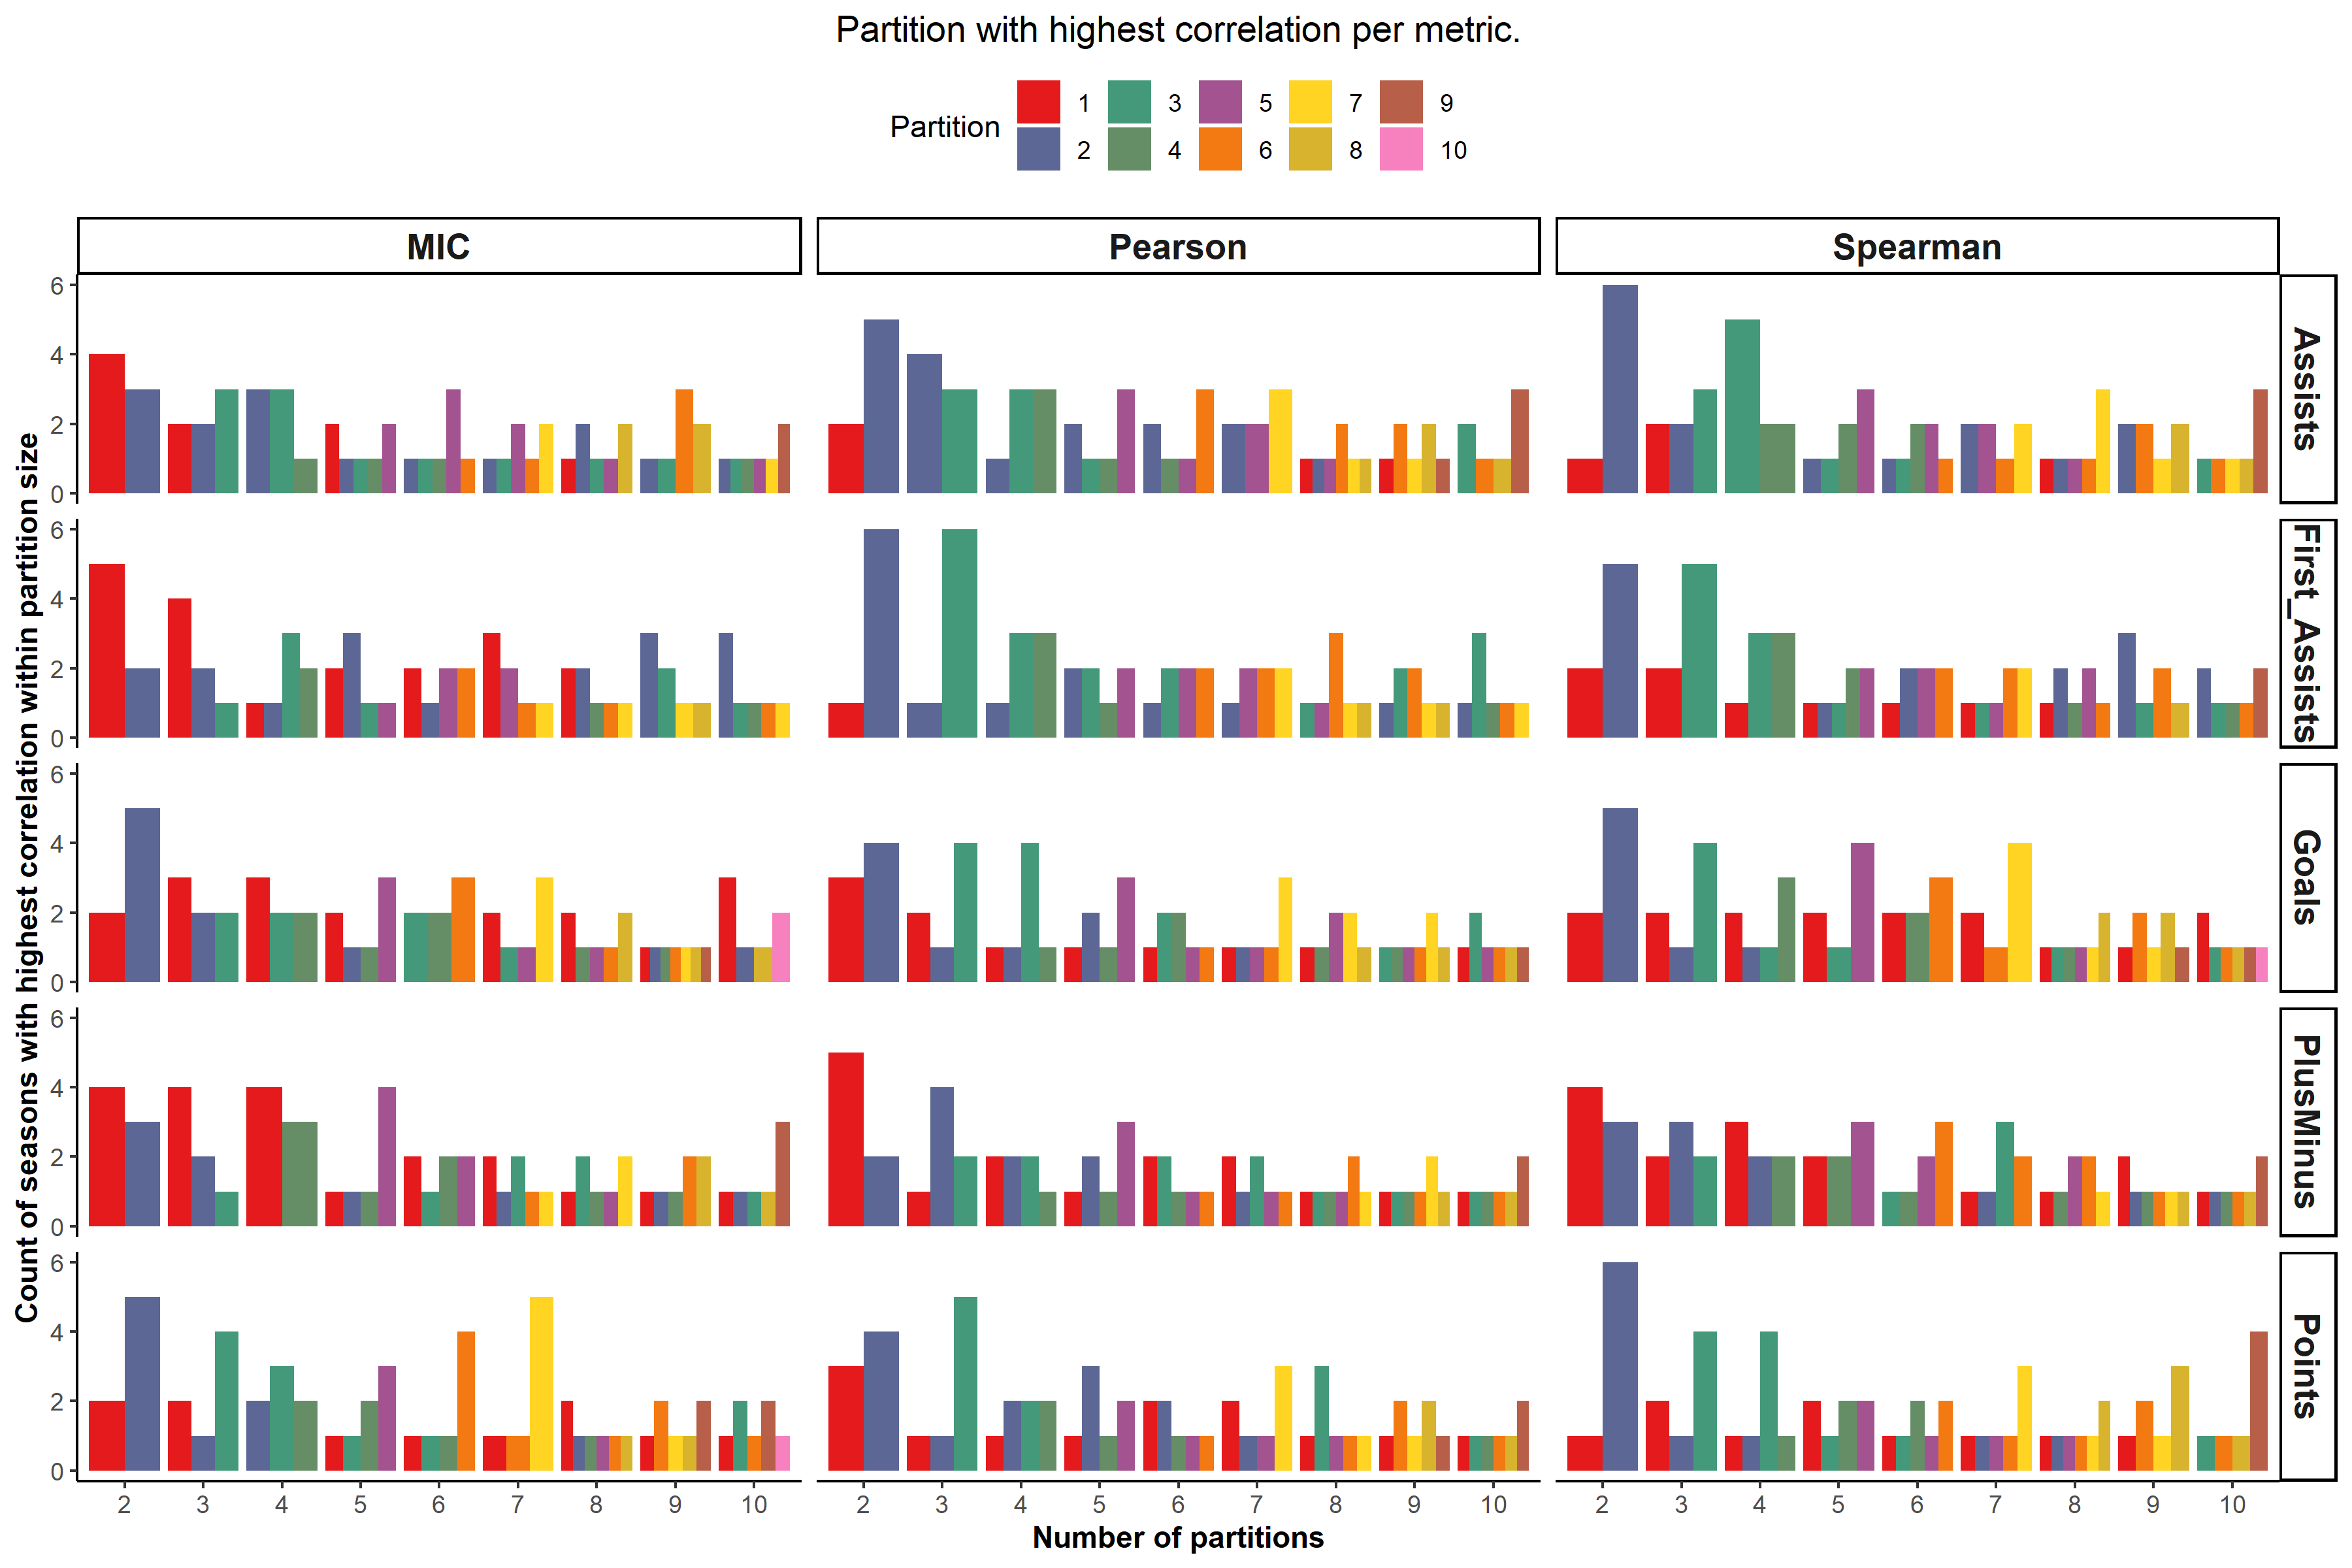 Partition with highest correlation per metric.
Partition
1 3 5 7 9
2 4 6 8 10
MIC Pearson Spearman
Count of seasons with highest correlation within partition size
6
4
2
0
Assists
6
4
2
0
First_Assists
6
4
2
0
Goals
6
4
2
0
PlusMinus
6
4
2
0
Points
2 3 4 5 6 7 8 9 10 2 3 4 5 6 7 8 9 10 2 3 4 5 6 7 8 9 10
Number of partitions